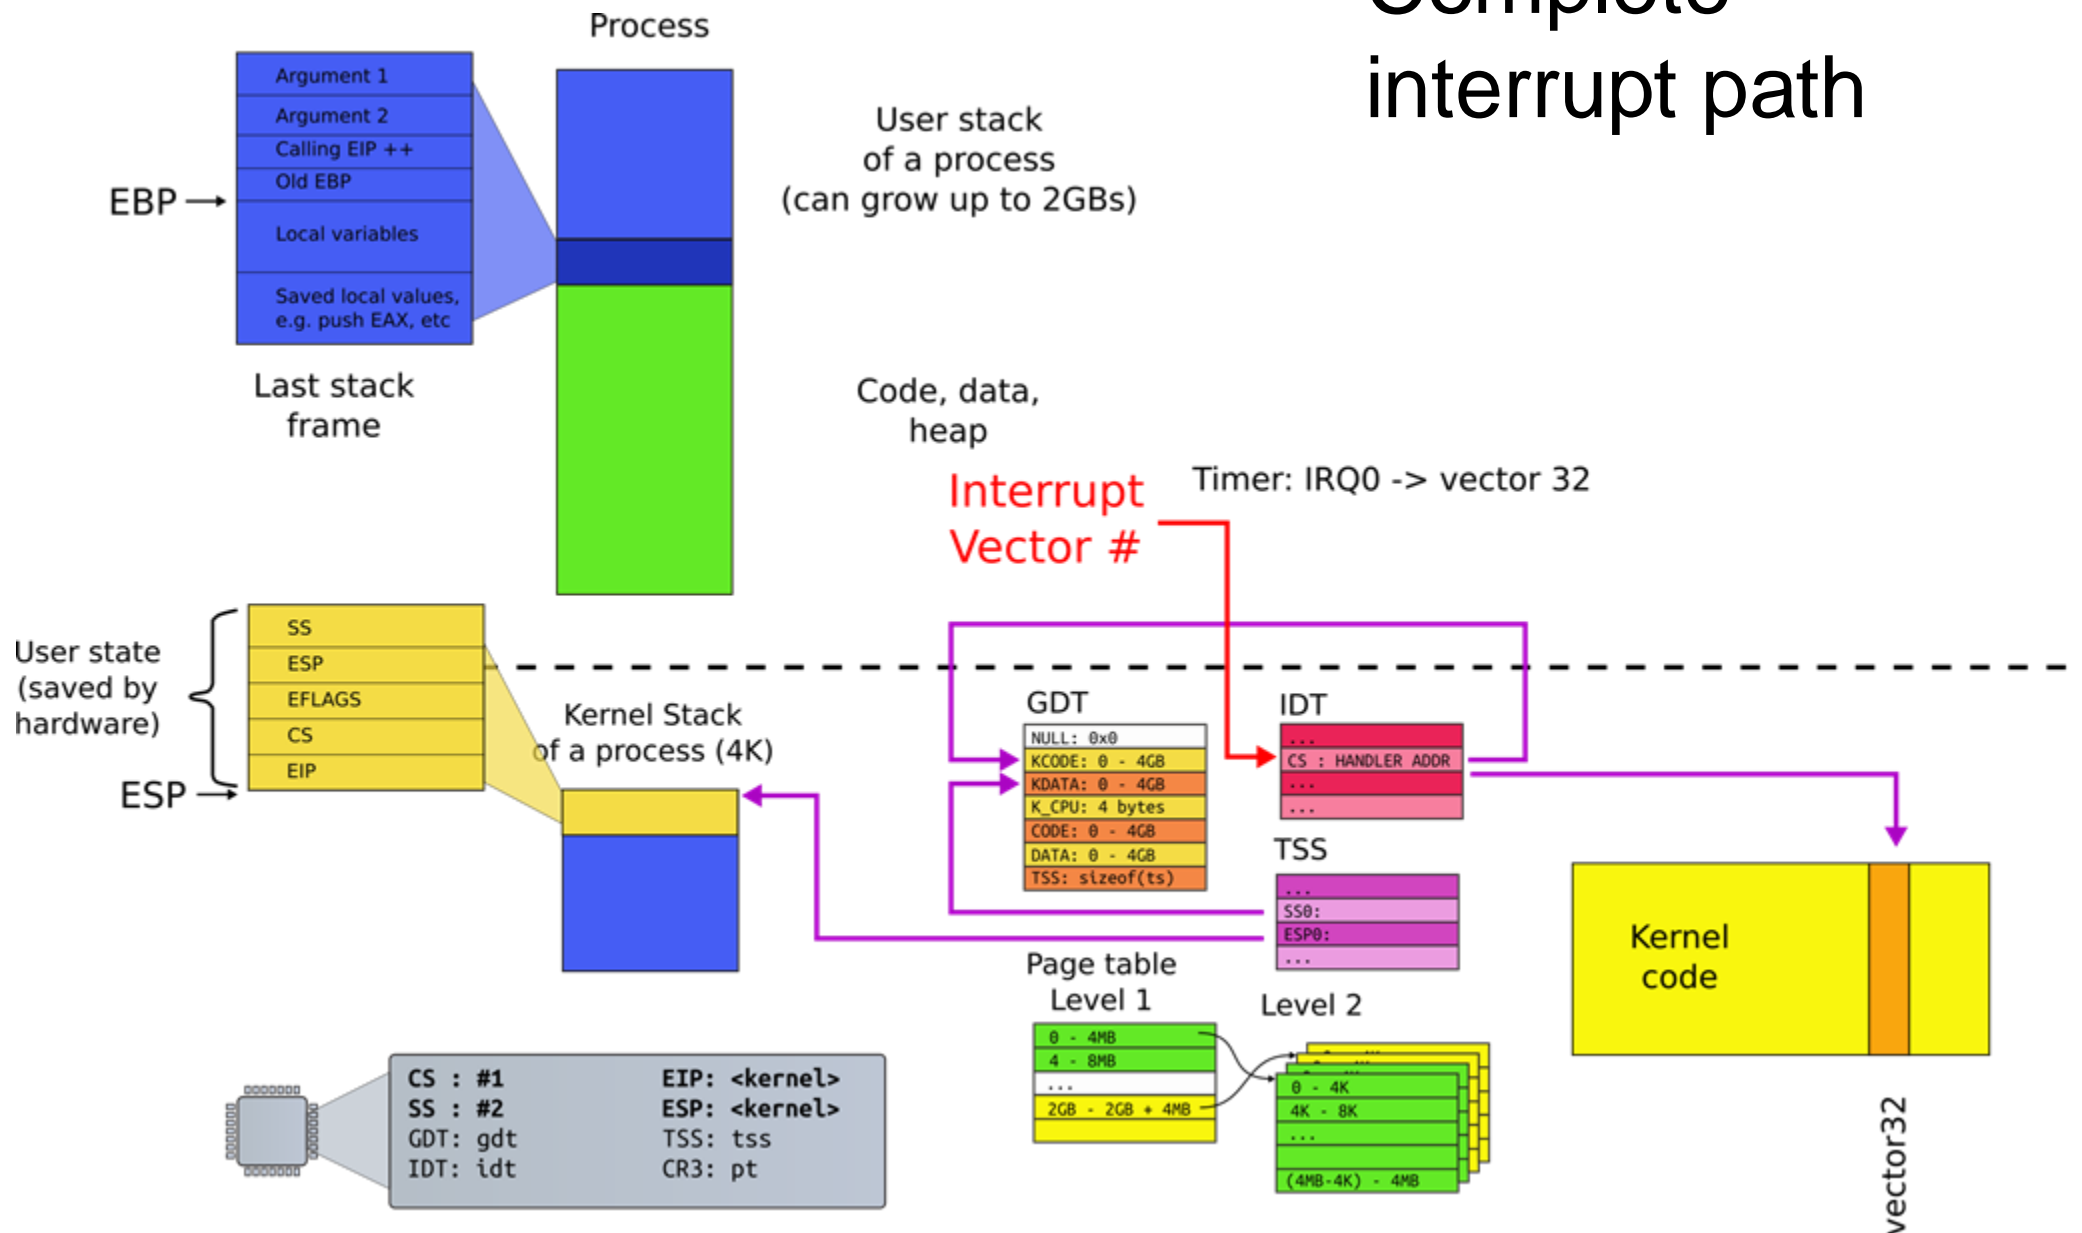 Complete
interrupt path
Process
Argument 1
Argument 2
Calling EIP ++
Old EBP
Local variables
Saved local values,
e.g. push EAX, etc
EBP
Last stack
frame
User stack
of a process
(can grow up to 2GBs)
Code, data,
heap
Interrupt
Vector #
Timer: IRQ0 -> vector 32
User state
(saved by
hardware)
SS
ESP
EFLAGS
CS
EIP
ESP
Kernel Stack
of a process (4K)
GDT
NULL: 0x0
KCODE: 0 - 4GB
KDATA: 0 - 4GB
K_CPU: 4 bytes
CODE: 0 - 4GB
DATA: 0 - 4GB
TSS: sizeof(ts)
IDT
...
CS : HANDLER ADDR
...
...
TSS
...
SS0:
ESP0:
...
Kernel
code
vector32
Page table
Level 1
0 - 4MB
4 - 8MB
...
2GB - 2GB + 4MB
Level 2
0 - 4K
4K - 8K
...
(4MB-4K) - 4MB
CS : #1 EIP: <kernel>
SS : #2 ESP: <kernel>
GDT: gdt TSS: tss
IDT: idt CR3: pt